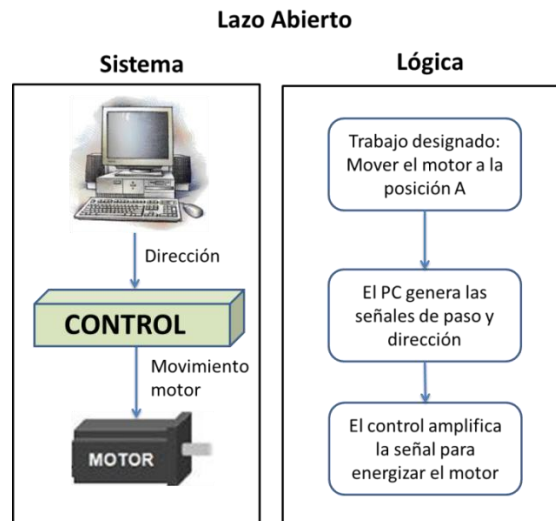 Lazo Abierto
Sistema
Dirección
CONTROL
Movimiento
motor
MOTOR
Lógica
Trabajo designado:
Mover el motor a la
posición A
El PC genera las
señales de paso y
dirección
El control amplifica
la señal para
energizar el motor